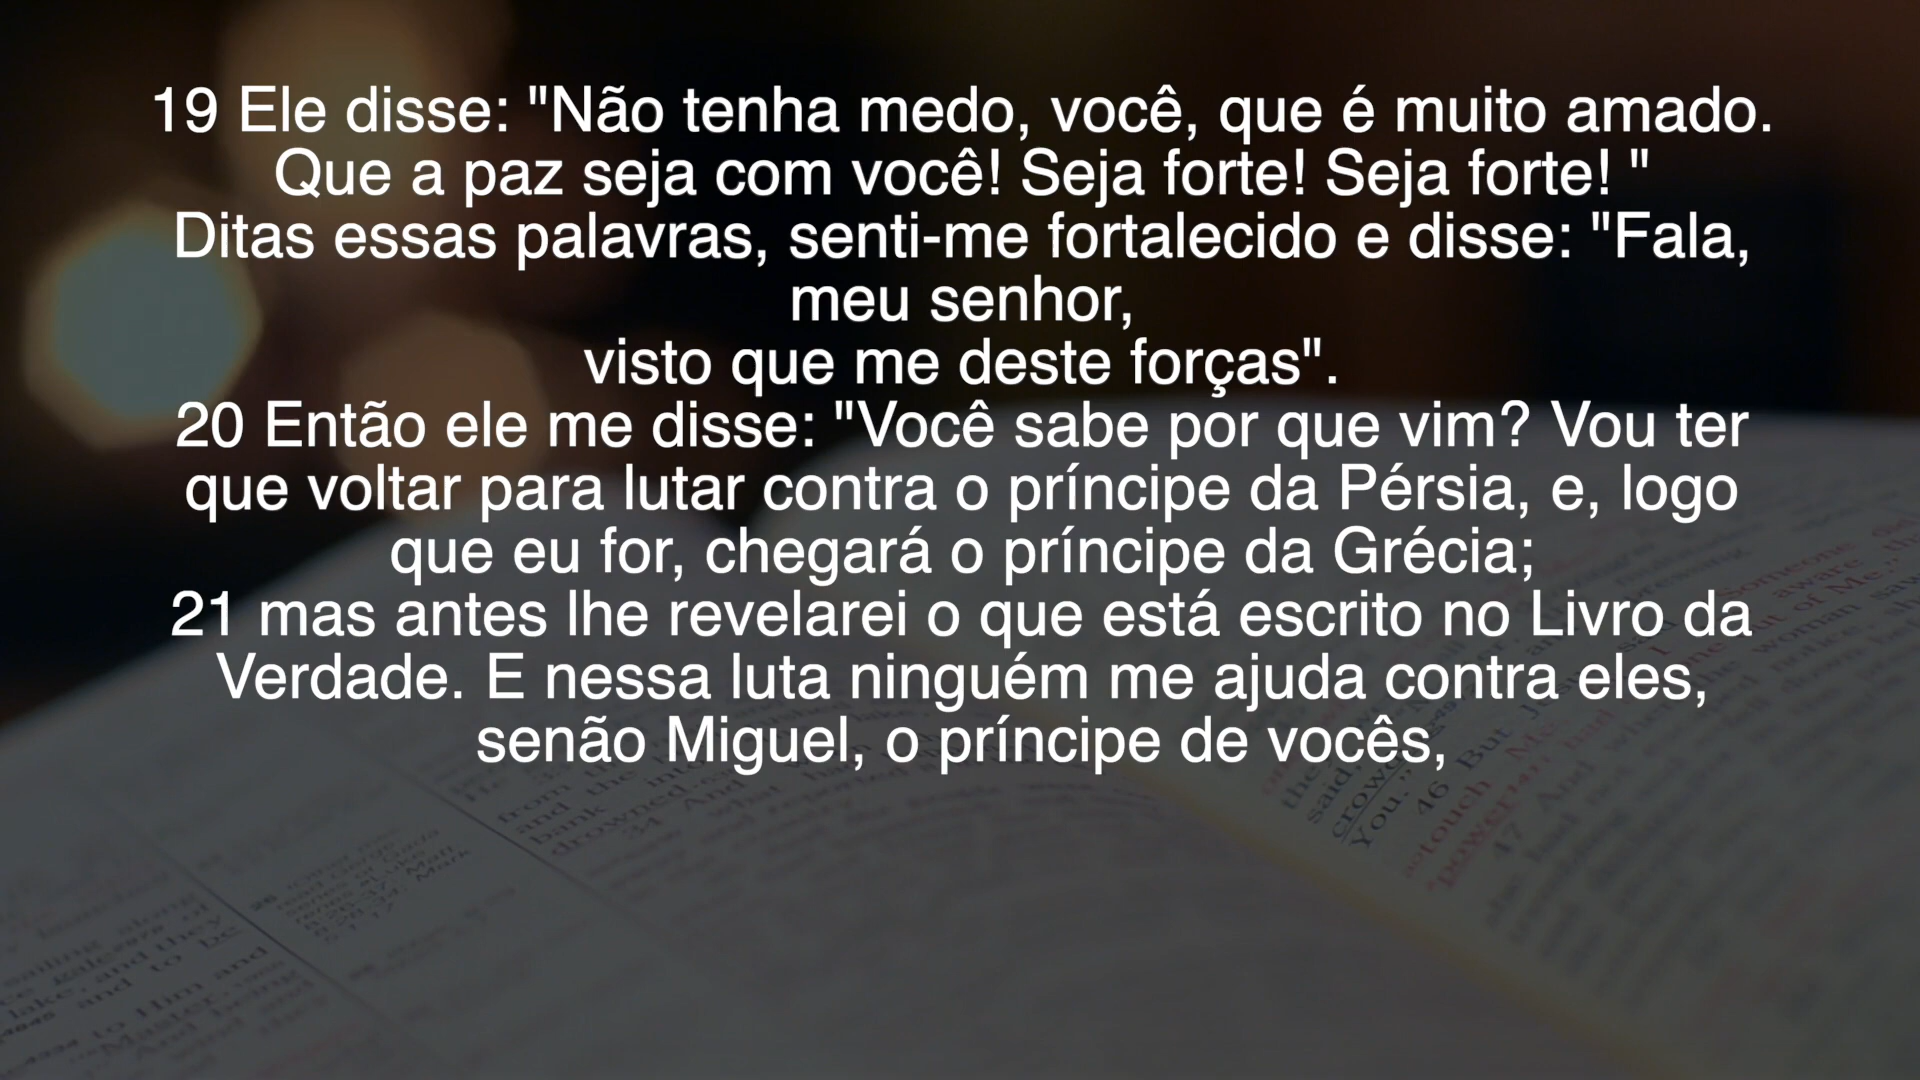 19 Ele disse: "Não tenha medo, você, que é muito amado.
Que a paz seja com você! Seja forte! Seja forte! "
Ditas essas palavras, senti-me fortalecido e disse: "Fala,
meu senhor,
visto que me deste forças".
20 Então ele me disse: "Você sabe por que vim? Vou ter
que voltar para lutar contra o príncipe da Pérsia, e, logo
que eu for, chegará o príncipe da Grécia;
21 mas antes lhe revelarei o que está escrito no Livro da
Verdade. E nessa luta ninguém me ajuda contra eles,
senão Miguel, o príncipe de vocês,